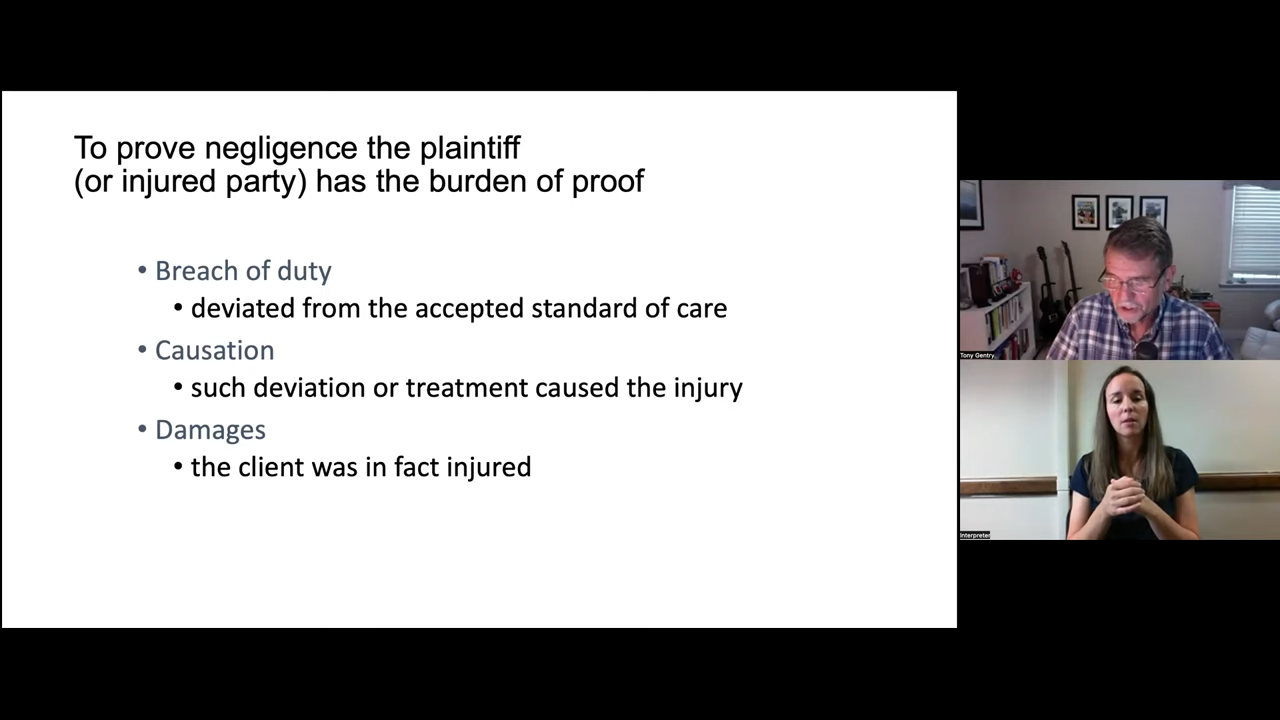 To prove negligence the plaintiff
(or injured party) has the burden of proof
• Breach of duty
• deviated from the accepted standard of care
• Causation
• such deviation or treatment caused the injury
• Damages
• the client was in fact injured
Tony Gentry
Interpreter